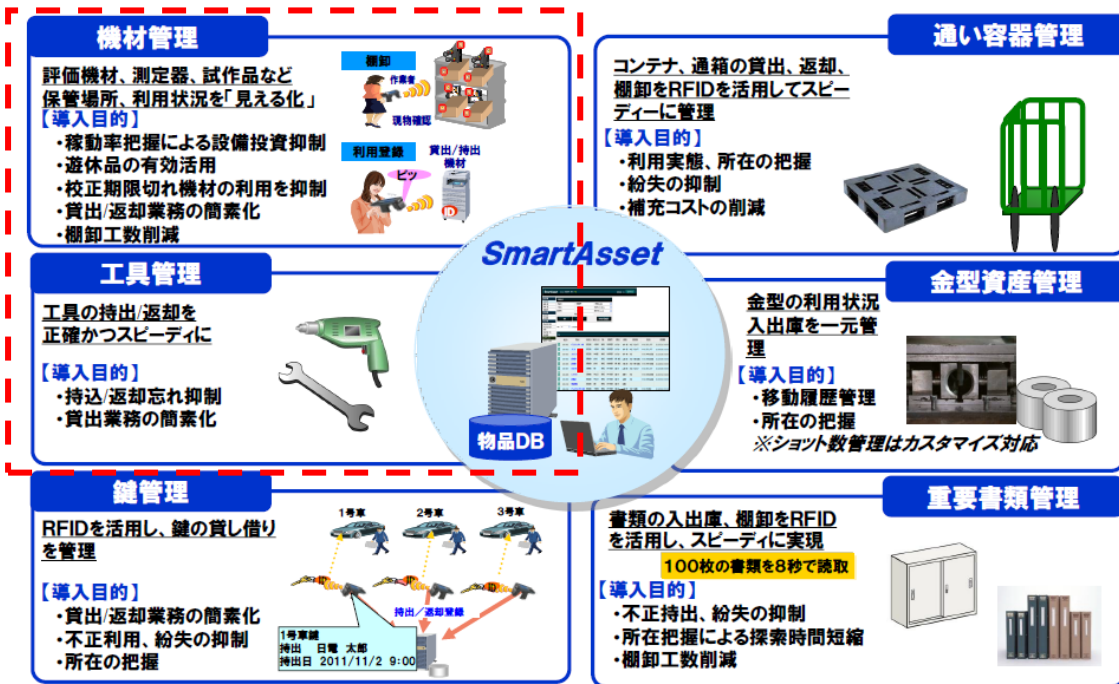 機材管理
評価機材、測定器、試作品など
保管場所、利用状況を「見える化」
【導入目的】
・稼動率把握による設備投資抑制
・遊休品の有効活用
・校正期限切れ機材の利用を抑制
・貸出/返却業務の簡素化
・棚卸工数削減
棚卸
作業者
現物確認
利用登録
貸出/持出
機材
ピッ
ID
通い容器管理
コンテナ、通箱の貸出、返却、
棚卸をRFIDを活用してスピー
ディーに管理
【導入目的】
・利用実態、所在の把握
・紛失の抑制
・補充コストの削減
工具管理
工具の持出/返却を
正確かつスピーディに
【導入目的】
・持込/返却忘れ抑制
・貸出業務の簡素化
SmartAsset
物品DB
金型資産管理
金型の利用状況
入出庫を一元管
理
【導入目的】
・移動履歴管理
・所在の把握
※ショット数管理はカスタマイズ対応
鍵管理
RFIDを活用し、鍵の貸し借り
を管理
【導入目的】
・貸出/返却業務の簡素化
・不正利用、紛失の抑制
・所在の把握
1号車
2号車
3号車
持出／返却登録
1号車鍵
持出 日電 太郎
持出日 2011/11/2 9:00
重要書類管理
書類の入出庫、棚卸をRFID
を活用し、スピーディに実現
100枚の書類を8秒で読取
【導入目的】
・不正持出、紛失の抑制
・所在把握による探索時間短縮
・棚卸工数削減